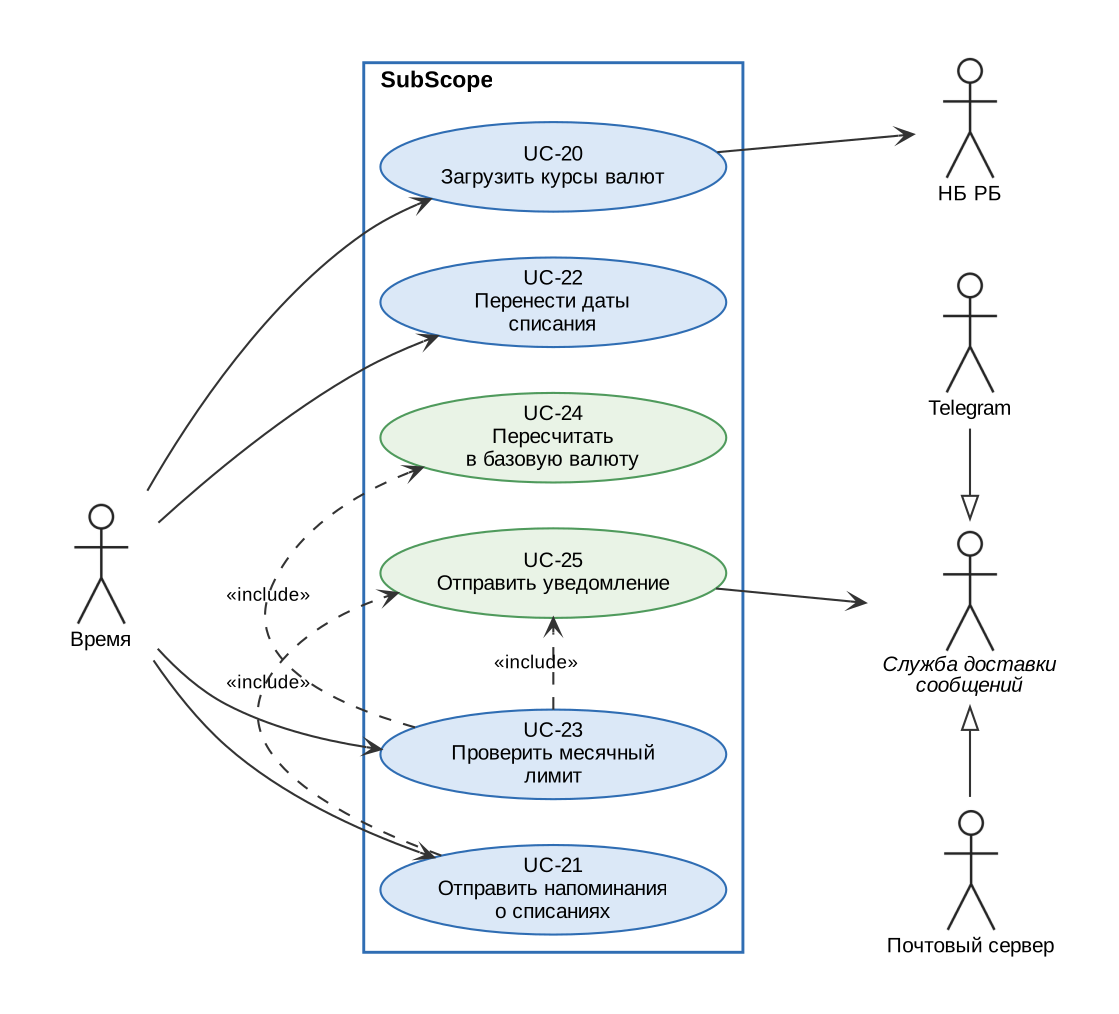 SubScope
UC-20
Загрузить курсы валют
НБ РБ
UC-22
Перенести даты
списания
Telegram
UC-24
Пересчитать
в базовую валюту
UC-25
Отправить уведомление
«include»
Время
«include»
«include»
Служба доставки
сообщений
UC-23
Проверить месячный
лимит
UC-21
Отправить напоминания
о списаниях
Почтовый сервер